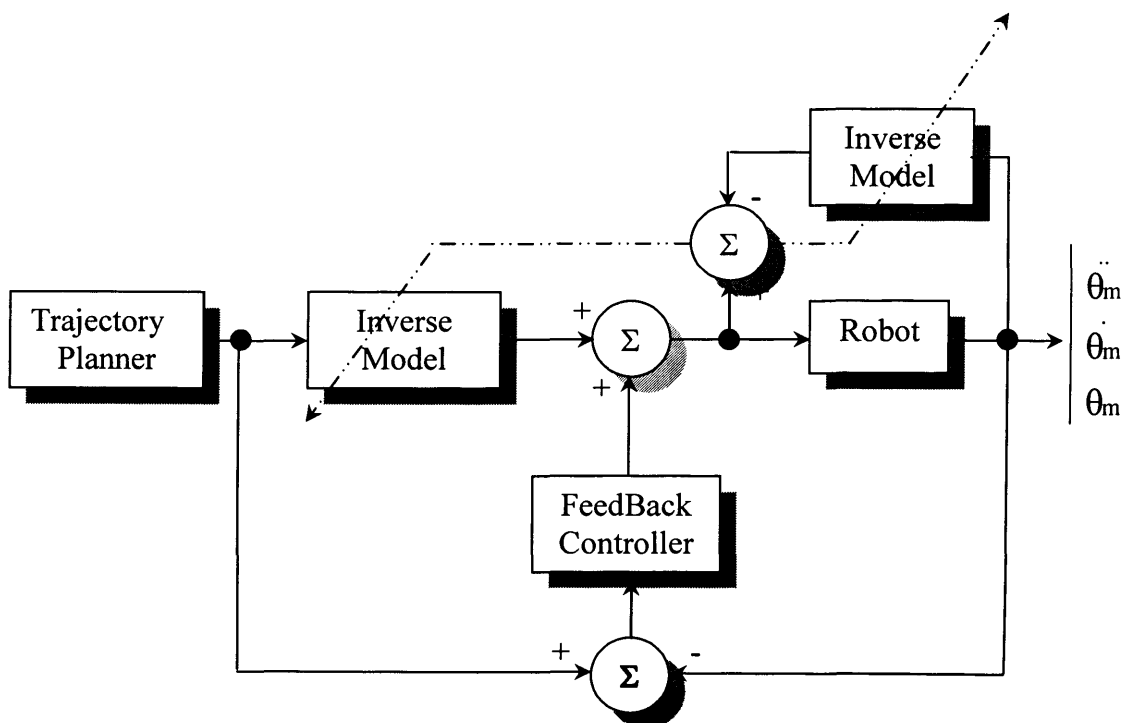 Inverse
Model
-
Σ
+
Trajectory
Planner
Inverse
Model
+
Σ
+
Robot
θ̈m
θ̇m
θm
FeedBack
Controller
+
Σ
-